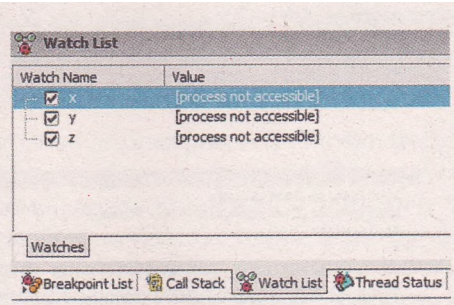 Watch List
Watch Name Value
x [process not accessible]
y [process not accessible]
z [process not accessible]
Watches
Breakpoint List Call Stack Watch List Thread Status